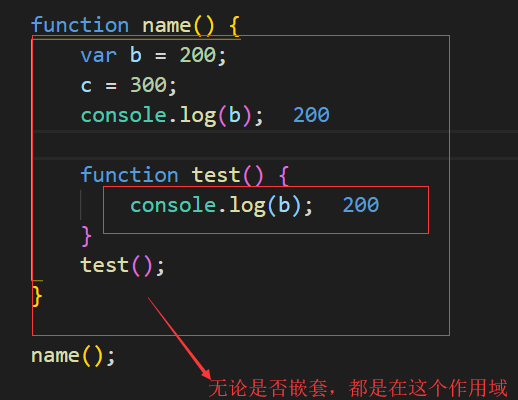 function name() {
var b = 200;
c = 300;
console.log(b); 200
function test() {
console.log(b); 200
}
test();
}
name();
无论是否嵌套，都是在这个作用域